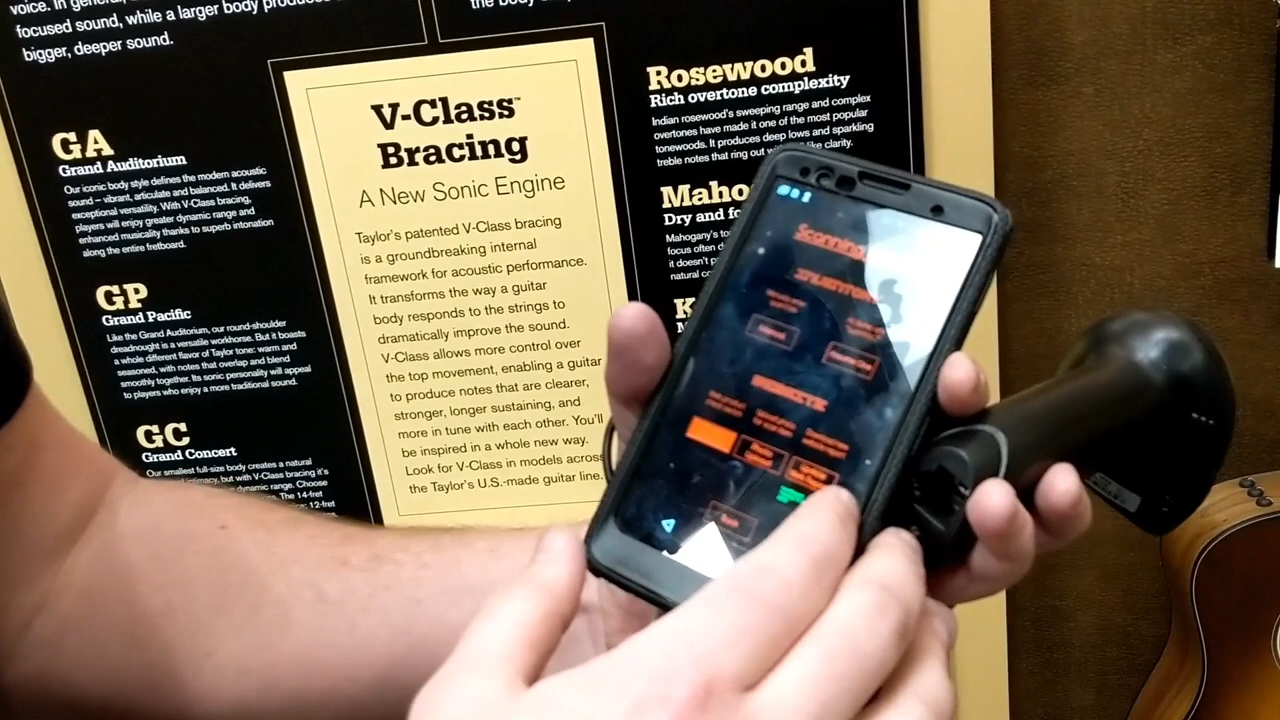 voice. In general,
focused sound, while a larger body produces
bigger, deeper sound.
the body
GA
Grand Auditorium
Our iconic body style defines the modern acoustic
sound – vibrant, articulate and balanced. It delivers
exceptional versatility. With V-Class bracing,
players will enjoy greater dynamic range and
enhanced musicality thanks to superb intonation
along the entire fretboard.
GP
Grand Pacific
Like the Grand Auditorium, our round-shoulder
dreadnought is a versatile workhorse. But it boasts
a whole different flavor of Taylor tone: warm and
seasoned, with notes that overlap and blend
smoothly together. Its sonic personality will appeal
to players who enjoy a more traditional sound.
GC
Grand Concert
Our smallest full-size body creates a natural
intimacy, but with V-Class bracing it's
dynamic range. Choose
The 14-fret
12-fret
V-Class™
Bracing
A New Sonic Engine
Taylor's patented V-Class bracing
is a groundbreaking internal
framework for acoustic performance.
It transforms the way a guitar
body responds to the strings to
dramatically improve the sound.
V-Class allows more control over
the top movement, enabling a guitar
to produce notes that are clearer,
stronger, longer sustaining, and
more in tune with each other. You'll
be inspired in a whole new way.
Look for V-Class in models across
the Taylor's U.S.-made guitar line.
Rosewood
Rich overtone complexity
Indian rosewood's sweeping range and complex
overtones have made it one of the most popular
tonewoods. It produces deep lows and sparkling
treble notes that ring out with like clarity.
Maho
Dry and fo
Mahogany's to
focus often d
it doesn't p
natural co
K
Scanning
INVENTORY
WEBSITE
Back